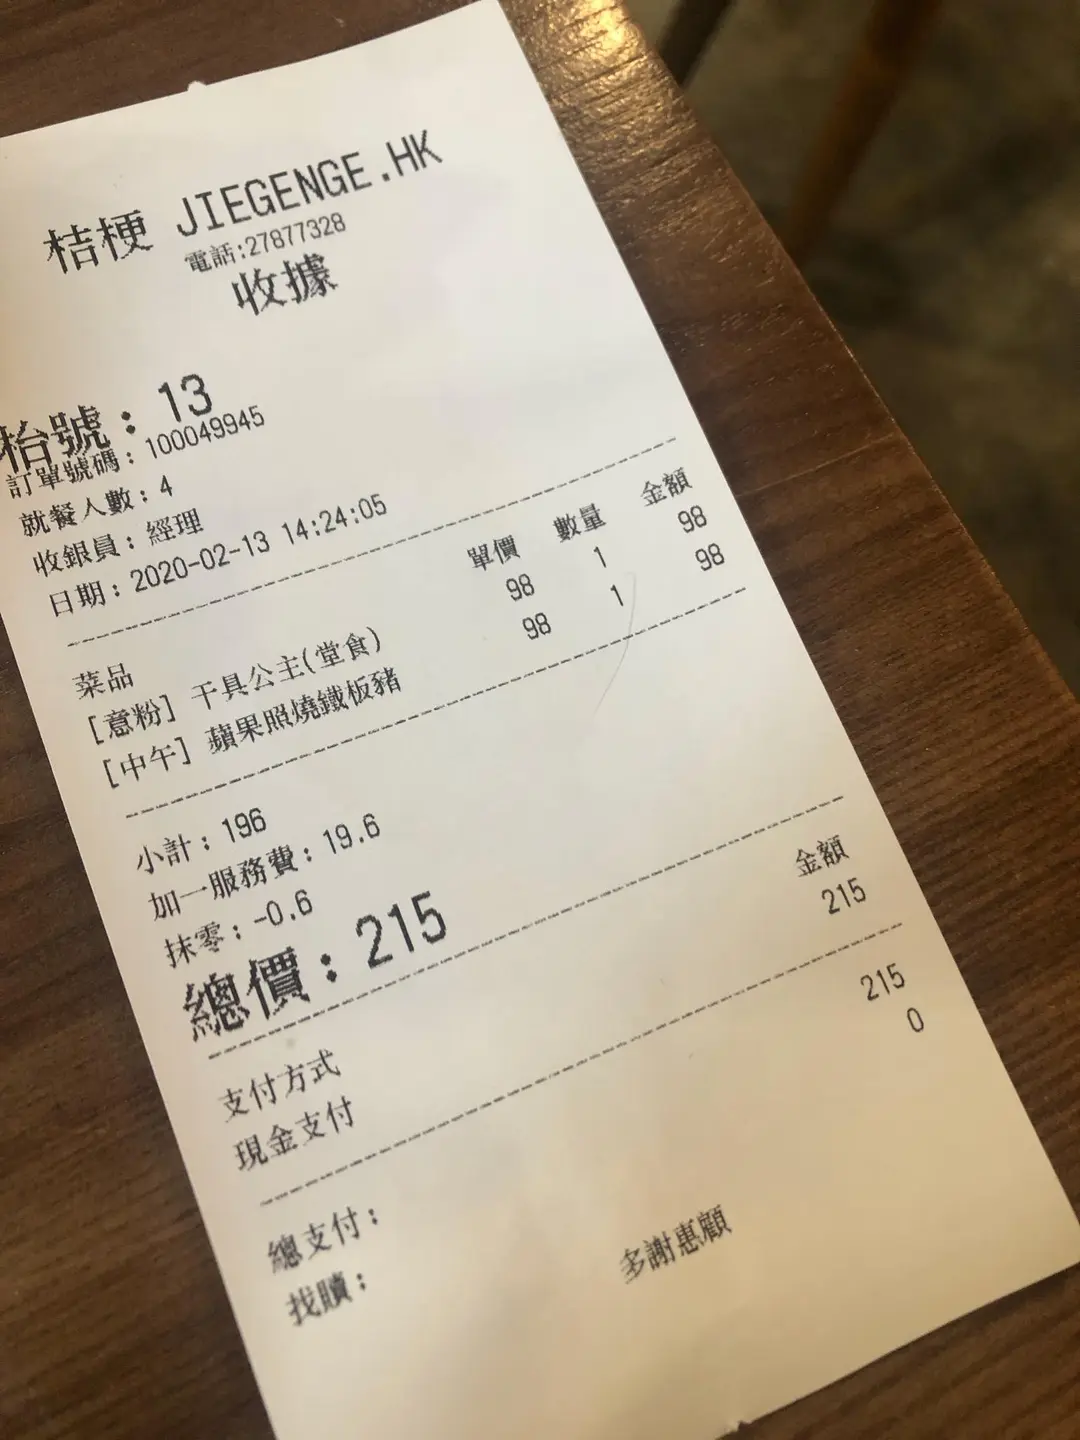 桔梗 JIEGENGE.HK
電話:27877328
收據
枱號: 13
訂單號碼: 100049945
就餐人數: 4
收銀員: 經理
日期: 2020-02-13 14:24:05
菜品 單價 數量 金額
[意粉] 干具公主(堂食) 98 1 98
[中午] 蘋果照燒鐵板豬 98 1 98
小計: 196
加一服務費: 19.6
抹零: -0.6
總價: 215
支付方式 金額
現金支付 215
總支付: 215
找贖: 0
多謝惠顧